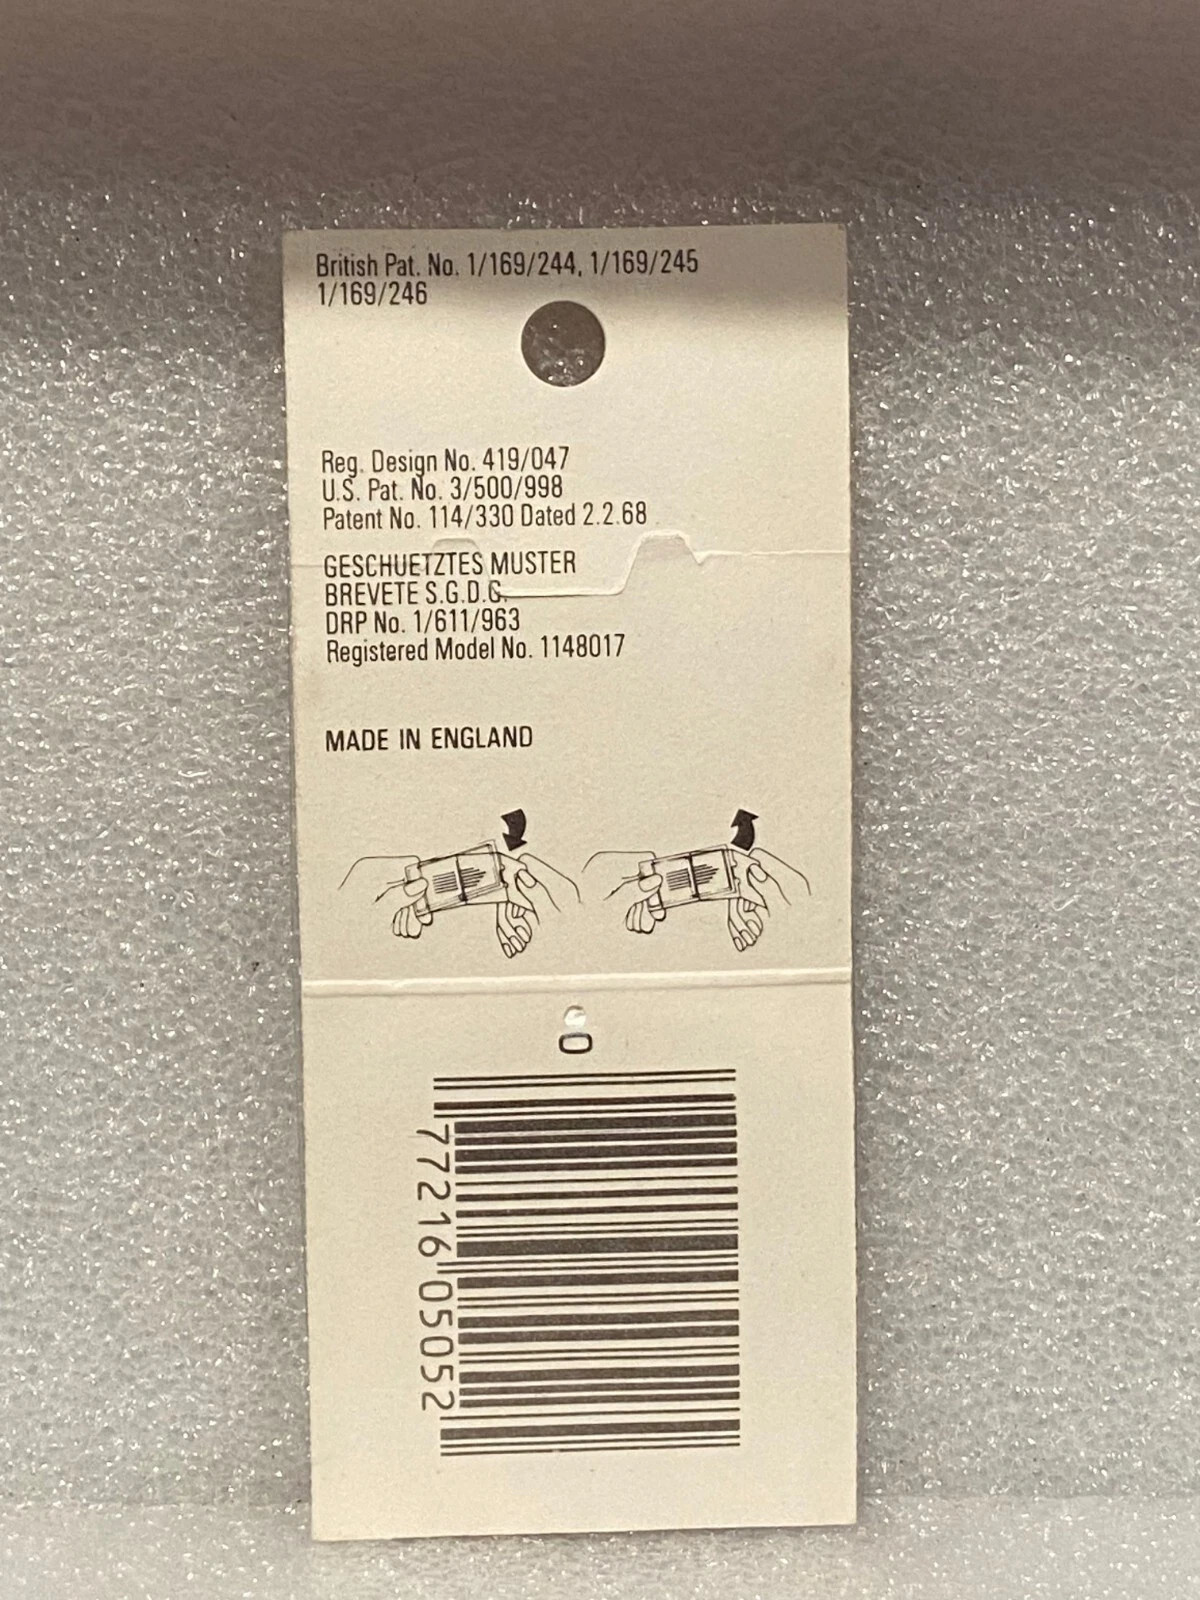 British Pat. No. 1/169/244, 1/169/245
1/169/246
Reg. Design No. 419/047
U.S. Pat. No. 3/500/998
Patent No. 114/330 Dated 2.2.68
GESCHUETZTES MUSTER
BREVETE S.G.D.G.
DRP No. 1/611/963
Registered Model No. 1148017
MADE IN ENGLAND
0
77216 05052